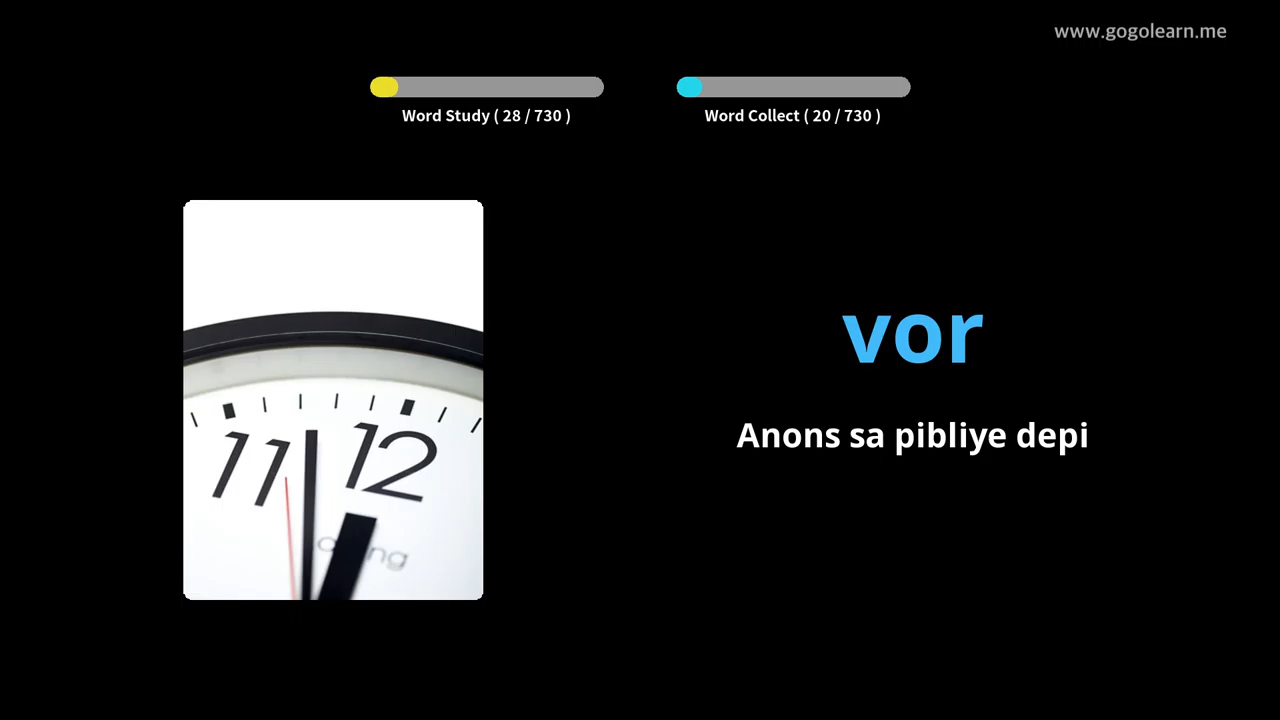 www.gogolearn.me
Word Study ( 28 / 730 )
Word Collect ( 20 / 730 )
11
12
vor
Anons sa pibliye depi